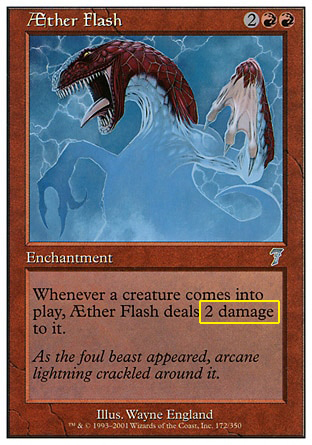 Æther Flash 2
Enchantment
Whenever a creature comes into
play, Æther Flash deals 2 damage
to it.
As the foul beast appeared, arcane
lightning crackled around it.
Illus. Wayne England
™ & © 1993–2001 Wizards of the Coast, Inc. 172/350